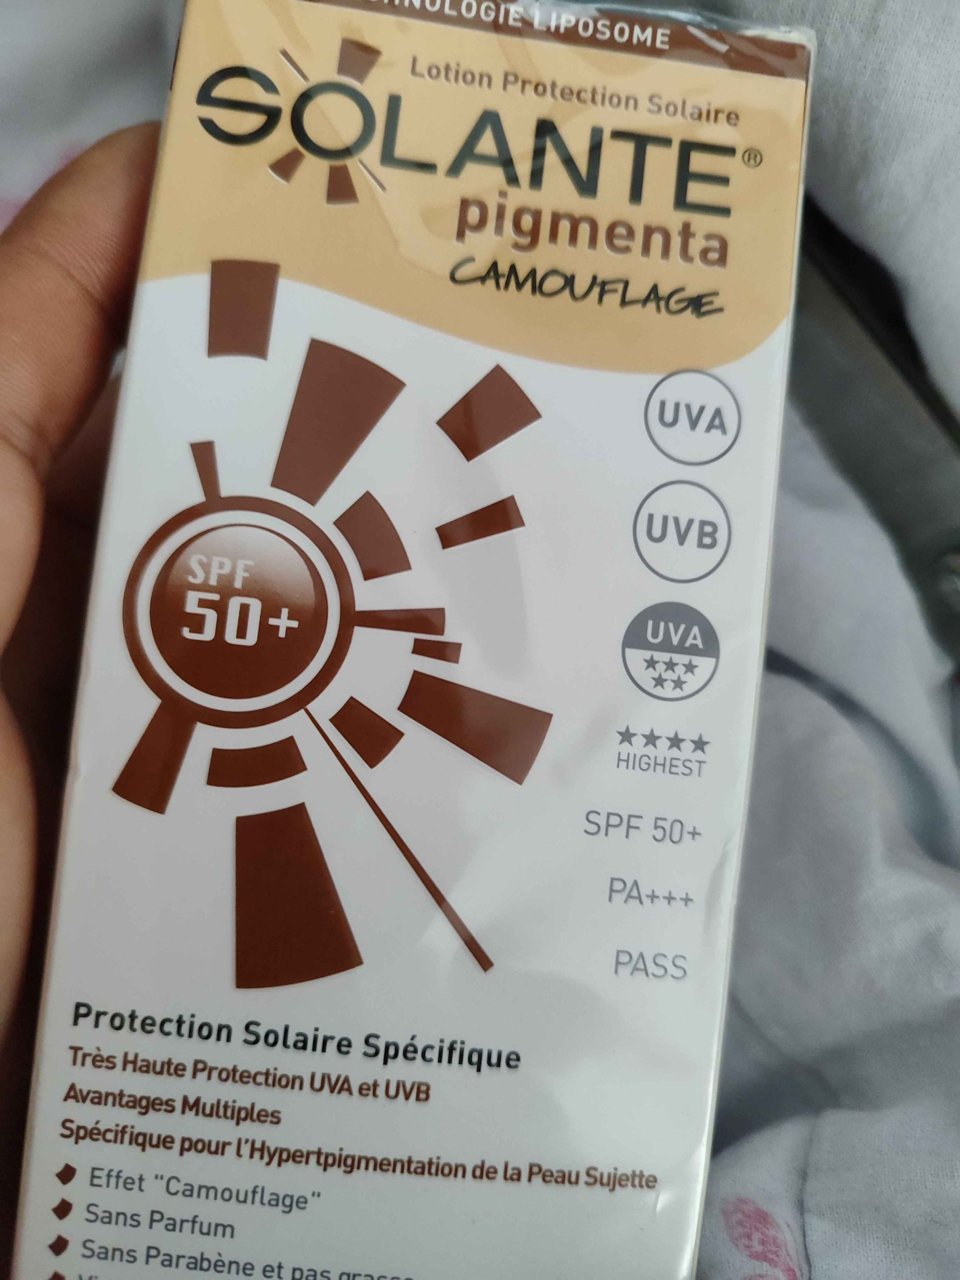 TECHNOLOGIE LIPOSOME
Lotion Protection Solaire
SOLANTE®
pigmenta
CAMOUFLAGE
UVA
UVB
SPF
50+
UVA
HIGHEST
SPF 50+
PA+++
PASS
Protection Solaire Spécifique
Très Haute Protection UVA et UVB
Avantages Multiples
Spécifique pour l'Hypertpigmentation de la Peau Sujette
Effet "Camouflage"
Sans Parfum
Sans Parabène et pas